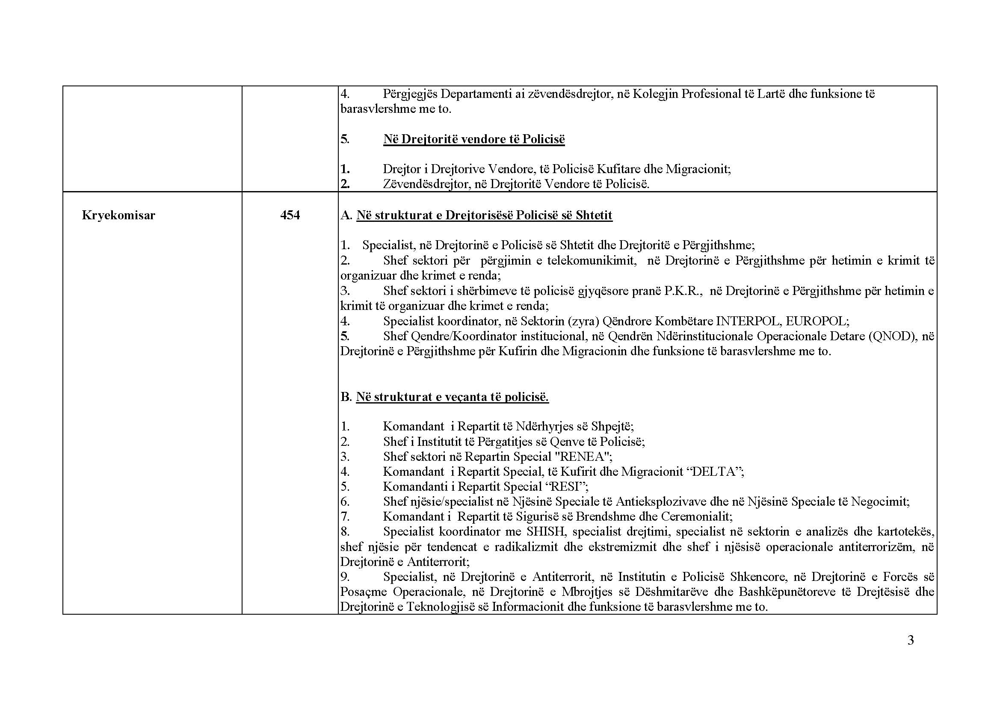 4. Përgjegjës Departamenti ai zëvendësdrejtor, në Kolegjin Profesional të Lartë dhe funksione të
barasvlershme me to.
5. Në Drejtoritë vendore të Policisë
1. Drejtor i Drejtorive Vendore, të Policisë Kufitare dhe Migracionit;
2. Zëvendësdrejtor, në Drejtoritë Vendore të Policisë.
Kryekomisar 454 A. Në strukturat e Drejtorisësë Policisë së Shtetit
1. Specialist, në Drejtorinë e Policisë së Shtetit dhe Drejtoritë e Përgjithshme;
2. Shef sektori për përgjimin e telekomunikimit, në Drejtorinë e Përgjithshme për hetimin e krimit të
organizuar dhe krimet e renda;
3. Shef sektori i shërbimeve të policisë gjyqësore pranë P.K.R., në Drejtorinë e Përgjithshme për hetimin e
krimit të organizuar dhe krimet e renda;
4. Specialist koordinator, në Sektorin (zyra) Qëndrore Kombëtare INTERPOL, EUROPOL;
5. Shef Qendre/Koordinator institucional, në Qendrën Ndërinstitucionale Operacionale Detare (QNOD), në
Drejtorinë e Përgjithshme për Kufirin dhe Migracionin dhe funksione të barasvlershme me to.
B. Në strukturat e veçanta të policisë.
1. Komandant i Repartit të Ndërhyrjes së Shpejtë;
2. Shef i Institutit të Përgatitjes së Qenve të Policisë;
3. Shef sektori në Repartin Special "RENEA";
4. Komandant i Repartit Special, të Kufirit dhe Migracionit “DELTA”;
5. Komandanti i Repartit Special “RESI”;
6. Shef njësie/specialist në Njësinë Speciale të Antieksplozivave dhe në Njësinë Speciale të Negocimit;
7. Komandant i Repartit të Sigurisë së Brendshme dhe Ceremonialit;
8. Specialist koordinator me SHISH, specialist drejtimi, specialist në sektorin e analizës dhe kartotekës,
shef njësie për tendencat e radikalizmit dhe ekstremizmit dhe shef i njësisë operacionale antiterrorizëm, në
Drejtorinë e Antiterrorit;
9. Specialist, në Drejtorinë e Antiterrorit, në Institutin e Policisë Shkencore, në Drejtorinë e Forcës së
Posaçme Operacionale, në Drejtorinë e Mbrojtjes së Dëshmitarëve dhe Bashkëpunëtoreve të Drejtësisë dhe
Drejtorinë e Teknologjisë së Informacionit dhe funksione të barasvlershme me to.
3